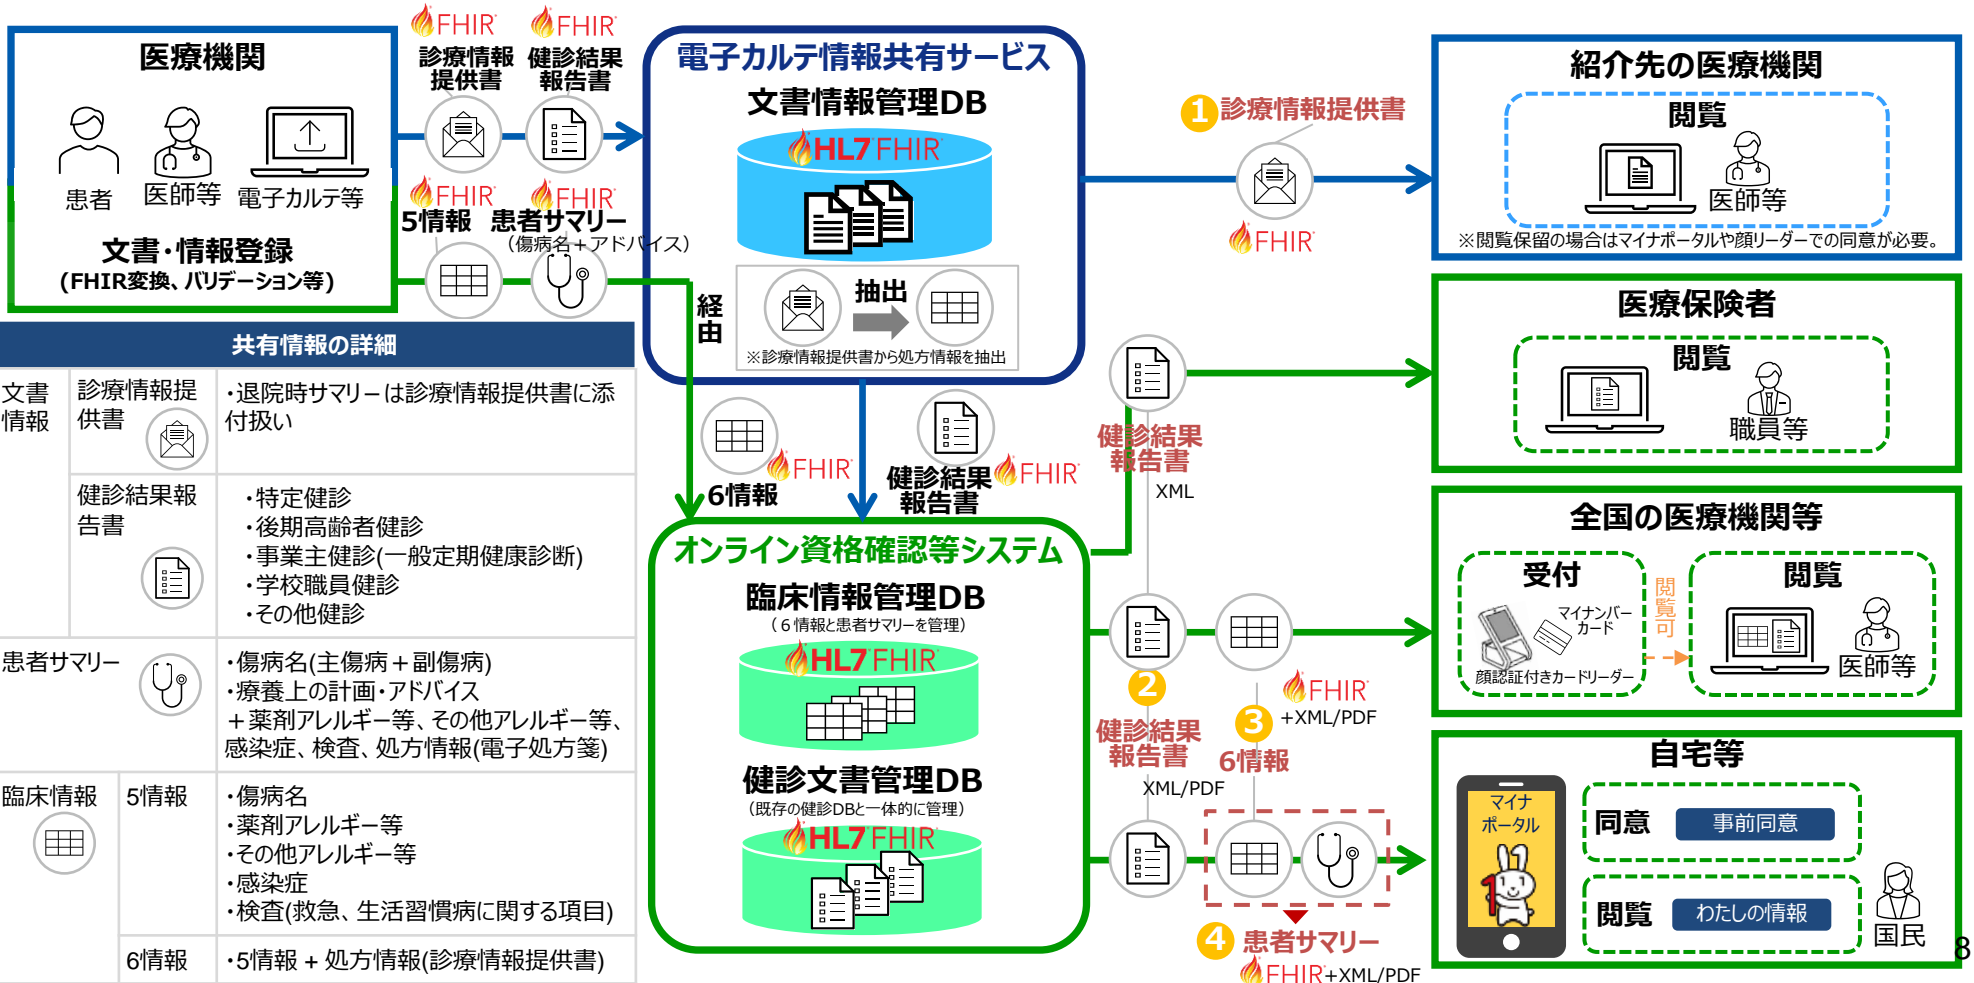 FHIR
FHIR
医療機関
診療情報
提供書
健診結果
報告書
患者
医師等
電子カルテ等
文書・情報登録
(FHIR変換、バリデーション等)
FHIR
FHIR
5情報
患者サマリー
（傷病名＋アドバイス）
電子カルテ情報共有サービス
文書情報管理DB
HL7 FHIR
抽出
※診療情報提供書から処方情報を抽出
経由
1 診療情報提供書
FHIR
紹介先の医療機関
閲覧
医師等
※閲覧保留の場合はマイナポータルや顔リーダーでの同意が必要。
共有情報の詳細
文書
情報
診療情報提
供書
・退院時サマリーは診療情報提供書に添
付扱い
健診結果報
告書
・特定健診
・後期高齢者健診
・事業主健診(一般定期健康診断)
・学校職員健診
・その他健診
患者サマリー
・傷病名(主傷病＋副傷病)
・療養上の計画・アドバイス
＋薬剤アレルギー等、その他アレルギー等、
感染症、検査、処方情報(電子処方箋)
臨床情報
5情報
・傷病名
・薬剤アレルギー等
・その他アレルギー等
・感染症
・検査(救急、生活習慣病に関する項目)
6情報
・5情報 + 処方情報(診療情報提供書)
FHIR
6情報
健診結果
報告書
FHIR
オンライン資格確認等システム
臨床情報管理DB
（６情報と患者サマリーを管理）
HL7 FHIR
健診文書管理DB
（既存の健診DBと一体的に管理）
HL7 FHIR
健診結果
報告書
XML
医療保険者
閲覧
職員等
2
健診結果
報告書
XML/PDF
FHIR
+XML/PDF
3
6情報
全国の医療機関等
受付
マイナンバー
カード
顔認証付きカードリーダー
閲覧可
閲覧
医師等
4 患者サマリー
FHIR+XML/PDF
自宅等
マイナ
ポータル
同意
事前同意
閲覧
わたしの情報
国民
8